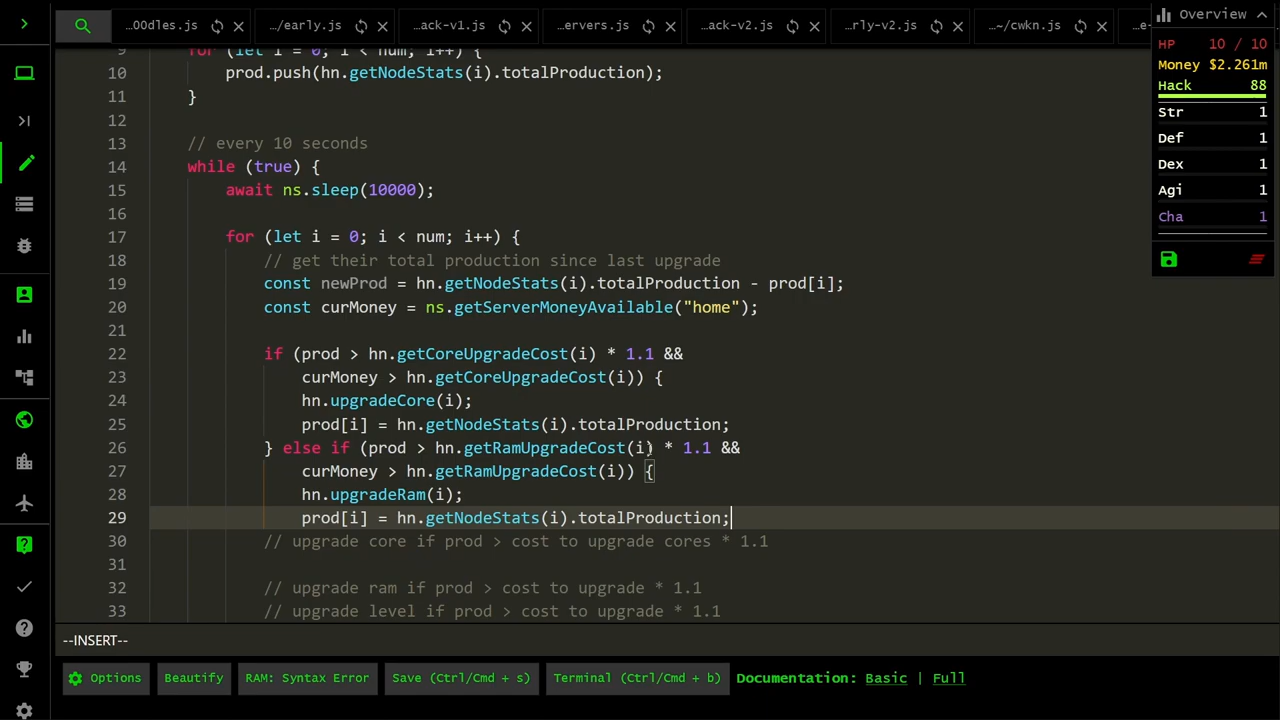 ...OOdles.js
.../early.js
...ack-v1.js
...ervers.js
...ack-v2.js
...rly-v2.js
...~/cwkn.js
...e-
Overview
HP 10 / 10
Money $2.261m
Hack 88
Str 1
Def 1
Dex 1
Agi 1
Cha 1
9 for (let i = 0; i < num; i++) {
10 prod.push(hn.getNodeStats(i).totalProduction);
11 }
12
13 // every 10 seconds
14 while (true) {
15 await ns.sleep(10000);
16
17 for (let i = 0; i < num; i++) {
18 // get their total production since last upgrade
19 const newProd = hn.getNodeStats(i).totalProduction - prod[i];
20 const curMoney = ns.getServerMoneyAvailable("home");
21
22 if (prod > hn.getCoreUpgradeCost(i) * 1.1 &&
23 curMoney > hn.getCoreUpgradeCost(i)) {
24 hn.upgradeCore(i);
25 prod[i] = hn.getNodeStats(i).totalProduction;
26 } else if (prod > hn.getRamUpgradeCost(i) * 1.1 &&
27 curMoney > hn.getRamUpgradeCost(i)) {
28 hn.upgradeRam(i);
29 prod[i] = hn.getNodeStats(i).totalProduction;
30 // upgrade core if prod > cost to upgrade cores * 1.1
31
32 // upgrade ram if prod > cost to upgrade * 1.1
33 // upgrade level if prod > cost to upgrade * 1.1
--INSERT--
Options
Beautify
RAM: Syntax Error
Save (Ctrl/Cmd + s)
Terminal (Ctrl/Cmd + b)
Documentation: Basic | Full